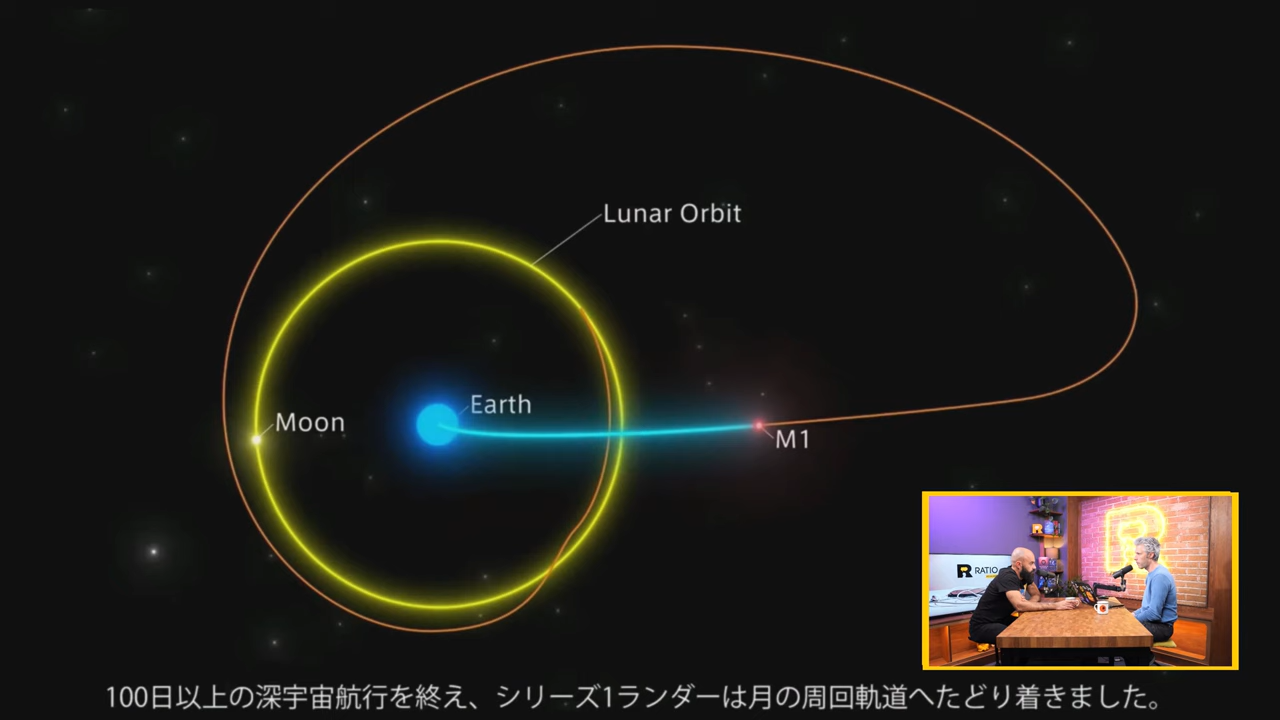 Lunar Orbit
Earth
Moon
M1
RATIO
100日以上の深宇宙航行を終え、シリーズ1ランダーは月の周回軌道へたどり着きました。